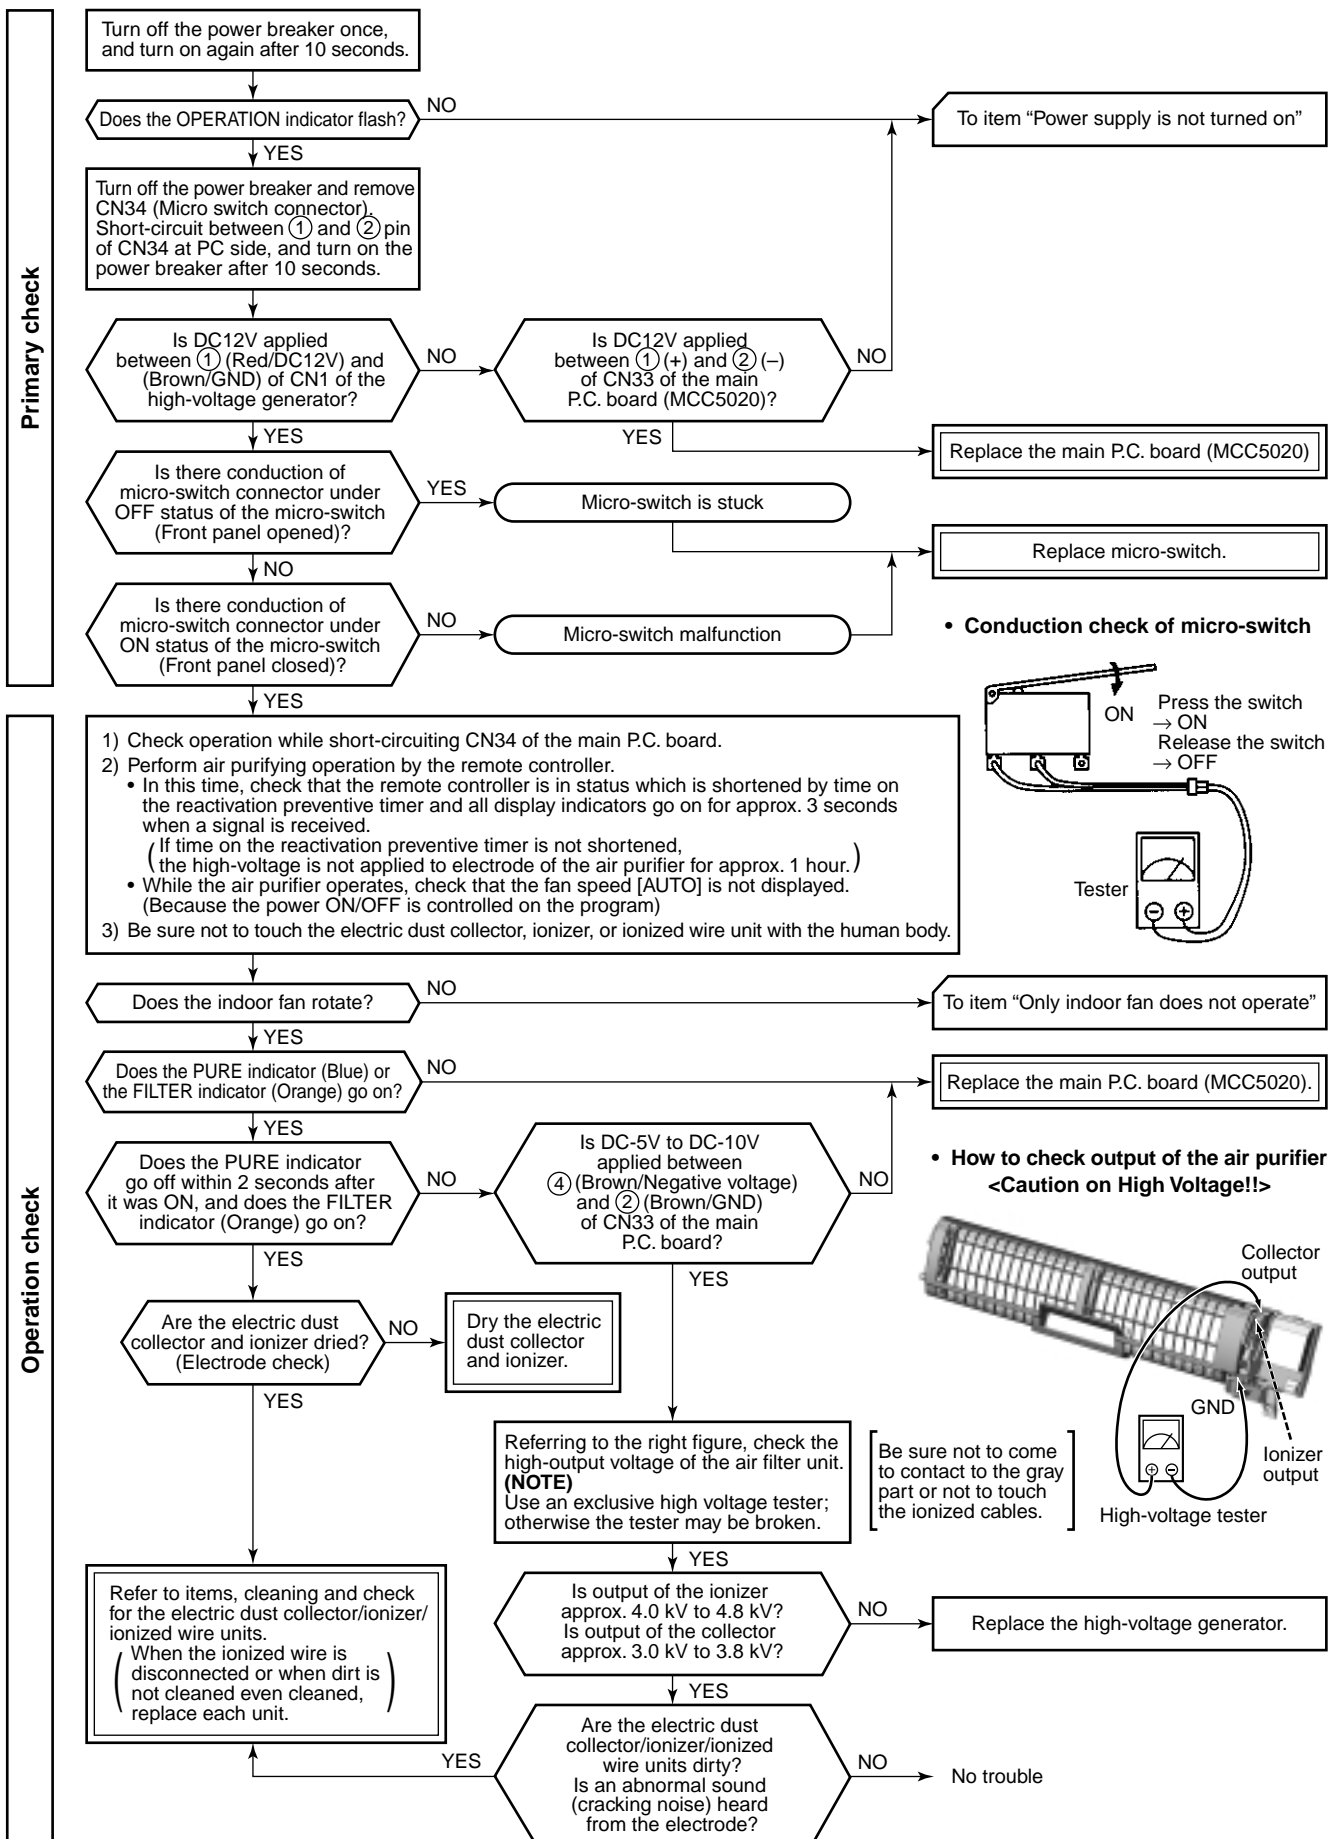 Primary check
Turn off the power breaker once,
and turn on again after 10 seconds.
Does the OPERATION indicator flash?
NO
To item “Power supply is not turned on”
YES
Turn off the power breaker and remove
CN34 (Micro switch connector).
Short-circuit between ① and ② pin
of CN34 at PC side, and turn on the
power breaker after 10 seconds.
Is DC12V applied
between ① (Red/DC12V) and
(Brown/GND) of CN1 of the
high-voltage generator?
NO
Is DC12V applied
between ① (+) and ② (–)
of CN33 of the main
P.C. board (MCC5020)?
NO
YES
YES
Replace the main P.C. board (MCC5020)
Is there conduction of
micro-switch connector under
OFF status of the micro-switch
(Front panel opened)?
YES
Micro-switch is stuck
Replace micro-switch.
NO
Is there conduction of
micro-switch connector under
ON status of the micro-switch
(Front panel closed)?
NO
Micro-switch malfunction
YES
• Conduction check of micro-switch
ON
Press the switch
→ ON
Release the switch
→ OFF
Tester
Operation check
1) Check operation while short-circuiting CN34 of the main P.C. board.
2) Perform air purifying operation by the remote controller.
• In this time, check that the remote controller is in status which is shortened by time on
the reactivation preventive timer and all display indicators go on for approx. 3 seconds
when a signal is received.
(If time on the reactivation preventive timer is not shortened,
the high-voltage is not applied to electrode of the air purifier for approx. 1 hour.)
• While the air purifier operates, check that the fan speed [AUTO] is not displayed.
(Because the power ON/OFF is controlled on the program)
3) Be sure not to touch the electric dust collector, ionizer, or ionized wire unit with the human body.
Does the indoor fan rotate?
NO
To item “Only indoor fan does not operate”
YES
Does the PURE indicator (Blue) or
the FILTER indicator (Orange) go on?
NO
Replace the main P.C. board (MCC5020).
YES
Does the PURE indicator
go off within 2 seconds after
it was ON, and does the FILTER
indicator (Orange) go on?
NO
Is DC-5V to DC-10V
applied between
④ (Brown/Negative voltage)
and ② (Brown/GND)
of CN33 of the main
P.C. board?
NO
YES
YES
Are the electric dust
collector and ionizer dried?
(Electrode check)
NO
Dry the electric
dust collector
and ionizer.
YES
• How to check output of the air purifier
<Caution on High Voltage!!>
Collector
output
GND
Ionizer
output
High-voltage tester
Referring to the right figure, check the
high-output voltage of the air filter unit.
(NOTE)
Use an exclusive high voltage tester;
otherwise the tester may be broken.
[Be sure not to come
to contact to the gray
part or not to touch
the ionized cables.]
YES
Refer to items, cleaning and check
for the electric dust collector/ionizer/
ionized wire units.
(When the ionized wire is
disconnected or when dirt is
not cleaned even cleaned,
replace each unit.)
Is output of the ionizer
approx. 4.0 kV to 4.8 kV?
Is output of the collector
approx. 3.0 kV to 3.8 kV?
NO
Replace the high-voltage generator.
YES
Are the electric dust
collector/ionizer/ionized
wire units dirty?
Is an abnormal sound
(cracking noise) heard
from the electrode?
YES
NO
No trouble